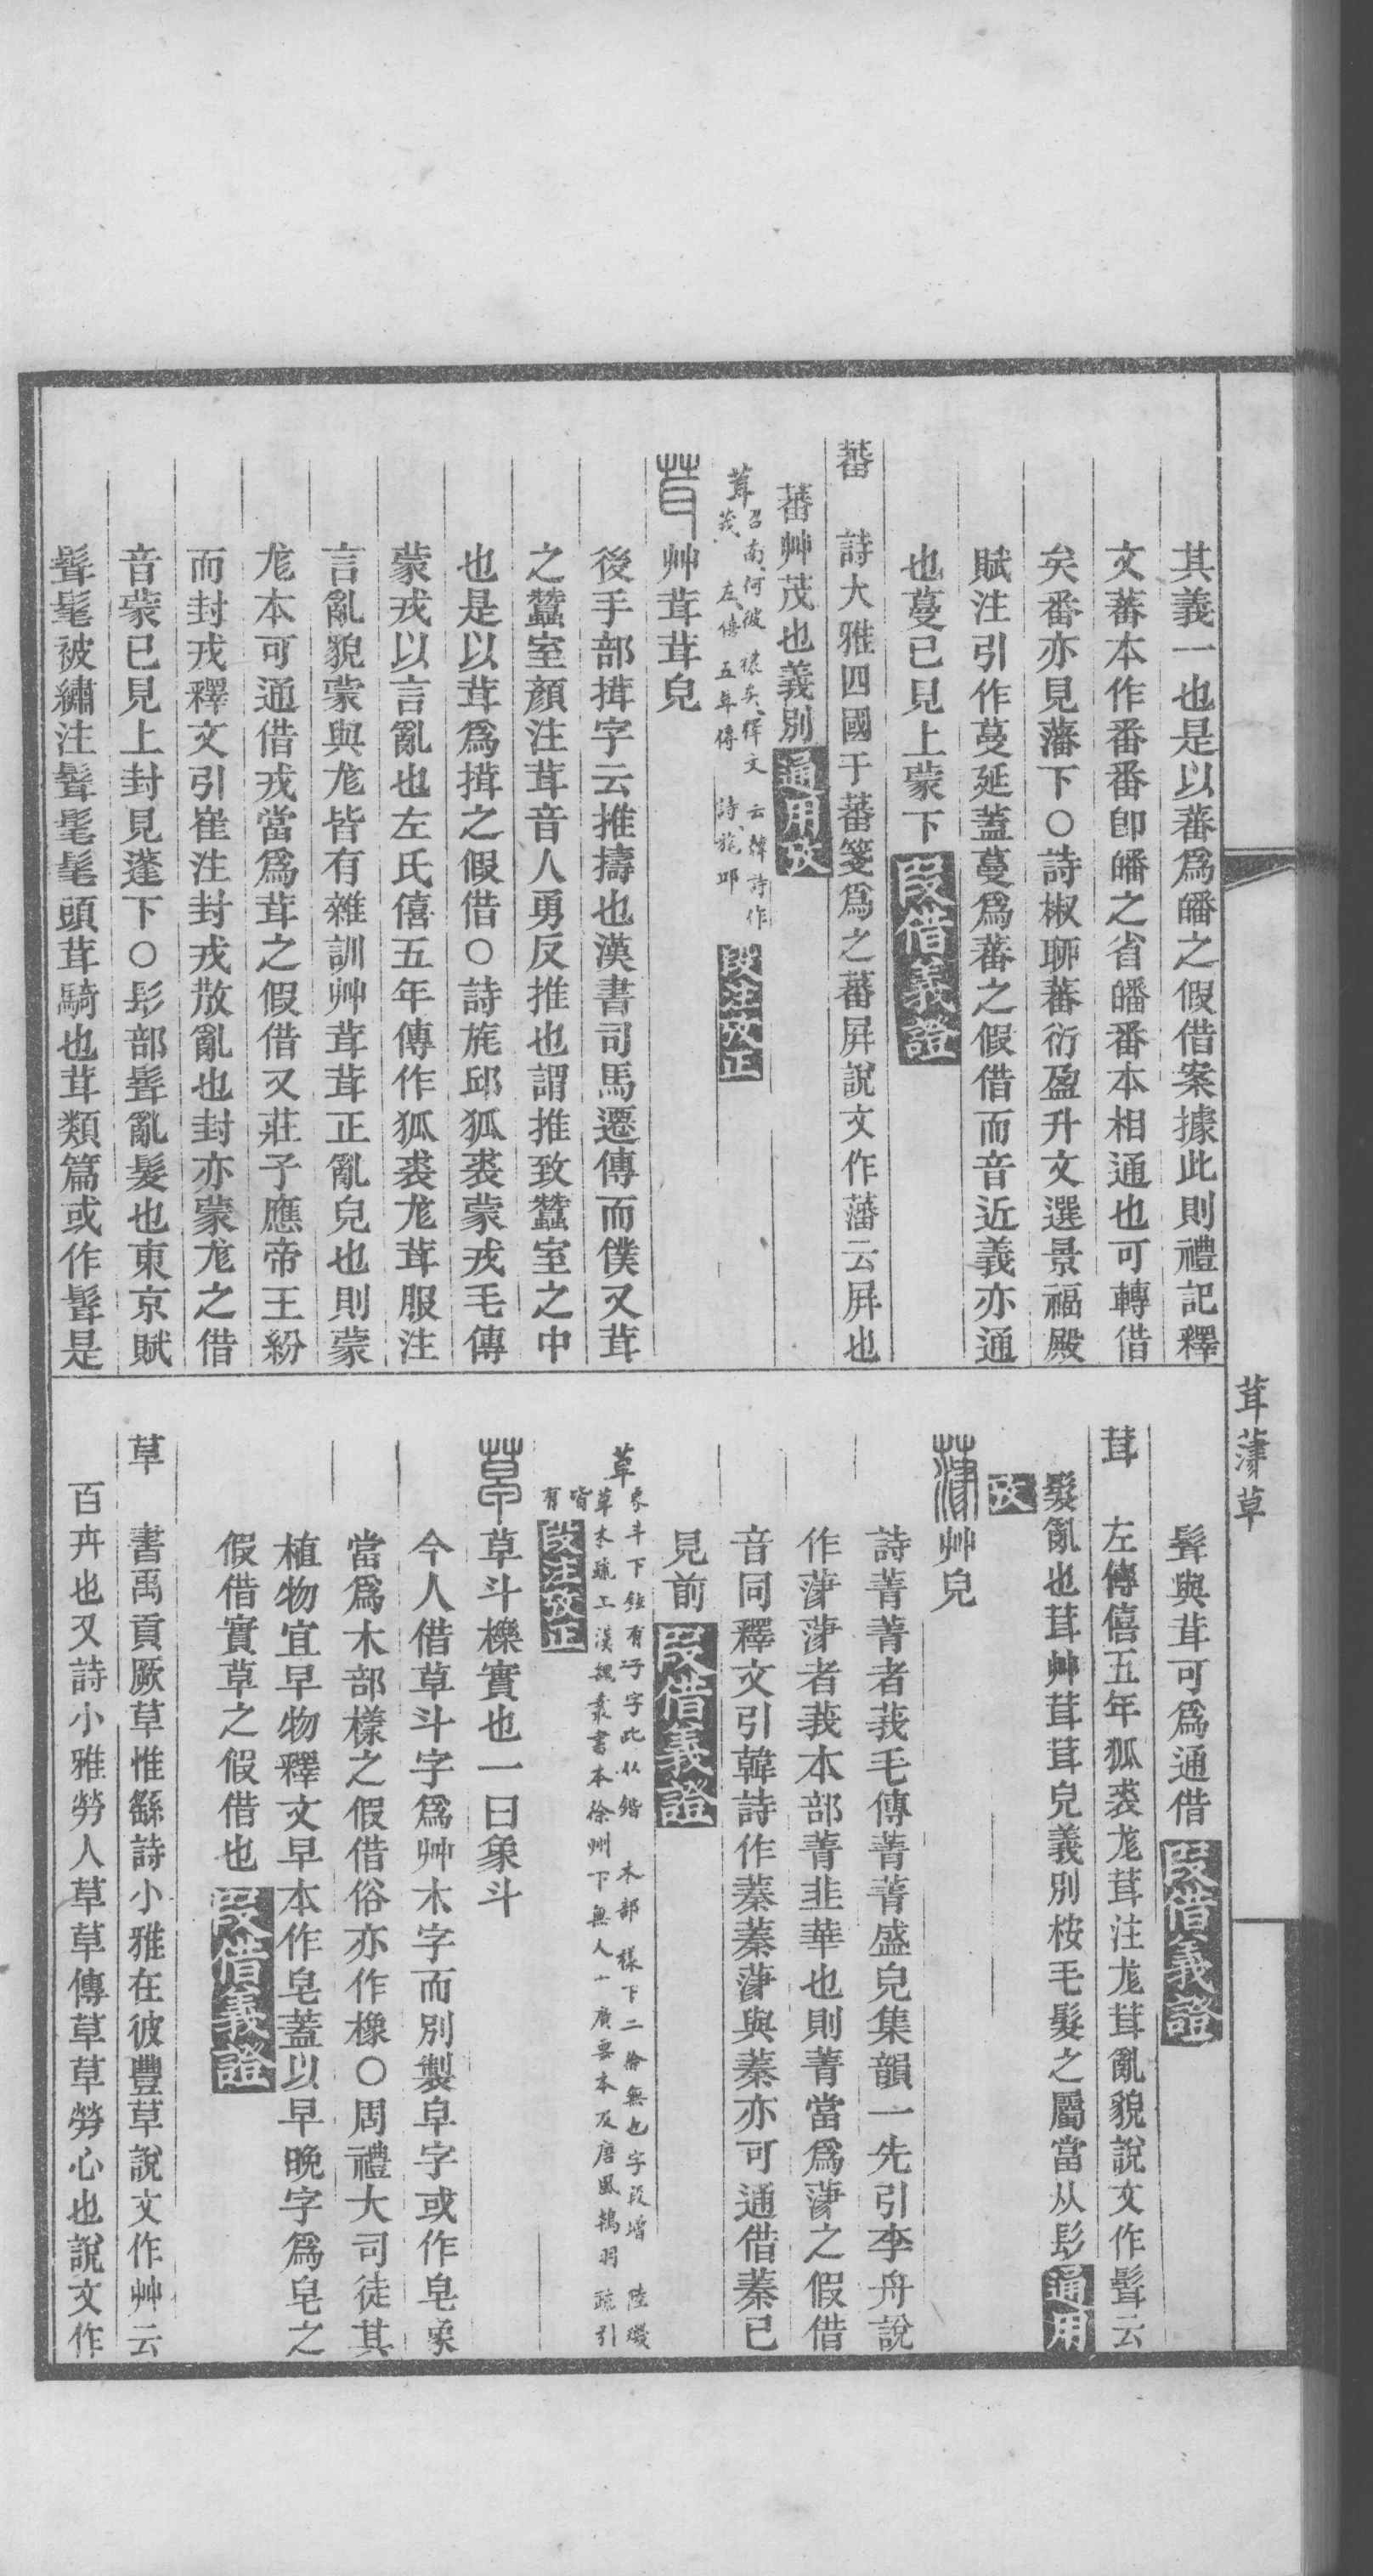 其義一也是以蕃爲皤之假借案據此則禮記釋
文蕃本作番番卽皤之省皤番本相通也可轉借
矣番亦見藩下○詩椒聊蕃衍盈升文選景福殿
賦注引作蔓延蓋蔓爲蕃之假借而音近義亦通
也蔓已見上蒙下叚借義證
蕃 詩大雅四國于蕃箋爲之蕃屛說文作藩云屛也
蕃艸茂也義別通用攷
茸 召南何彼襛矣釋文 云韓詩作
茙 左僖五年傳 詩旄邱 段注攷正
茸 艸茸茸皃
後手部搑字云推擣也漢書司馬遷傳而僕又茸
之蠶室顏注茸音人勇反推也謂推致蠶室之中
也是以茸爲搑之假借○詩旄邱狐裘蒙戎毛傳
蒙戎以言亂也左氏僖五年傳作狐裘尨茸服注
言亂貌蒙與尨皆有雜訓艸茸茸正亂皃也則蒙
尨本可通借戎當爲茸之假借又莊子應帝王紛
而封戎釋文引崔注封戎散亂也封亦蒙尨之借
音蒙已見上封見蓬下○髟部髶亂髮也東京賦
髶髦被繡注髶髦髦頭茸騎也茸類篇或作髶是
茸葏草
髶與茸可爲通借叚借義證
茸 左傳僖五年狐裘尨茸注尨茸亂貌說文作髶云
髮亂也茸艸茸茸皃義別桉毛髮之屬當从髟通用
攷
葏 艸皃
詩菁菁者莪毛傳菁菁盛皃集韻一先引李舟說
作葏葏者莪本部菁韭華也則菁當爲葏之假借
音同釋文引韓詩作蓁蓁葏與蓁亦可通借蓁已
見前叚借義證
草 象斗下鉉有子字此从鍇 木部樣下二徐無也字段增 陸璣
草木疏工漢魏叢書本徐州下無人十廣要本及唐風鴇羽疏引
皆有 段注攷正
草 草斗櫟實也一曰象斗
今人借草斗字爲艸木字而別製皁字或作皂象
當爲木部樣之假借俗亦作橡○周禮大司徒其
植物宜早物釋文早本作皂蓋以早晚字爲皂之
假借實草之假借也叚借義證
草 書禹貢厥草惟繇詩小雅在彼豐草說文作艸云
百卉也又詩小雅勞人草草傳草草勞心也說文作